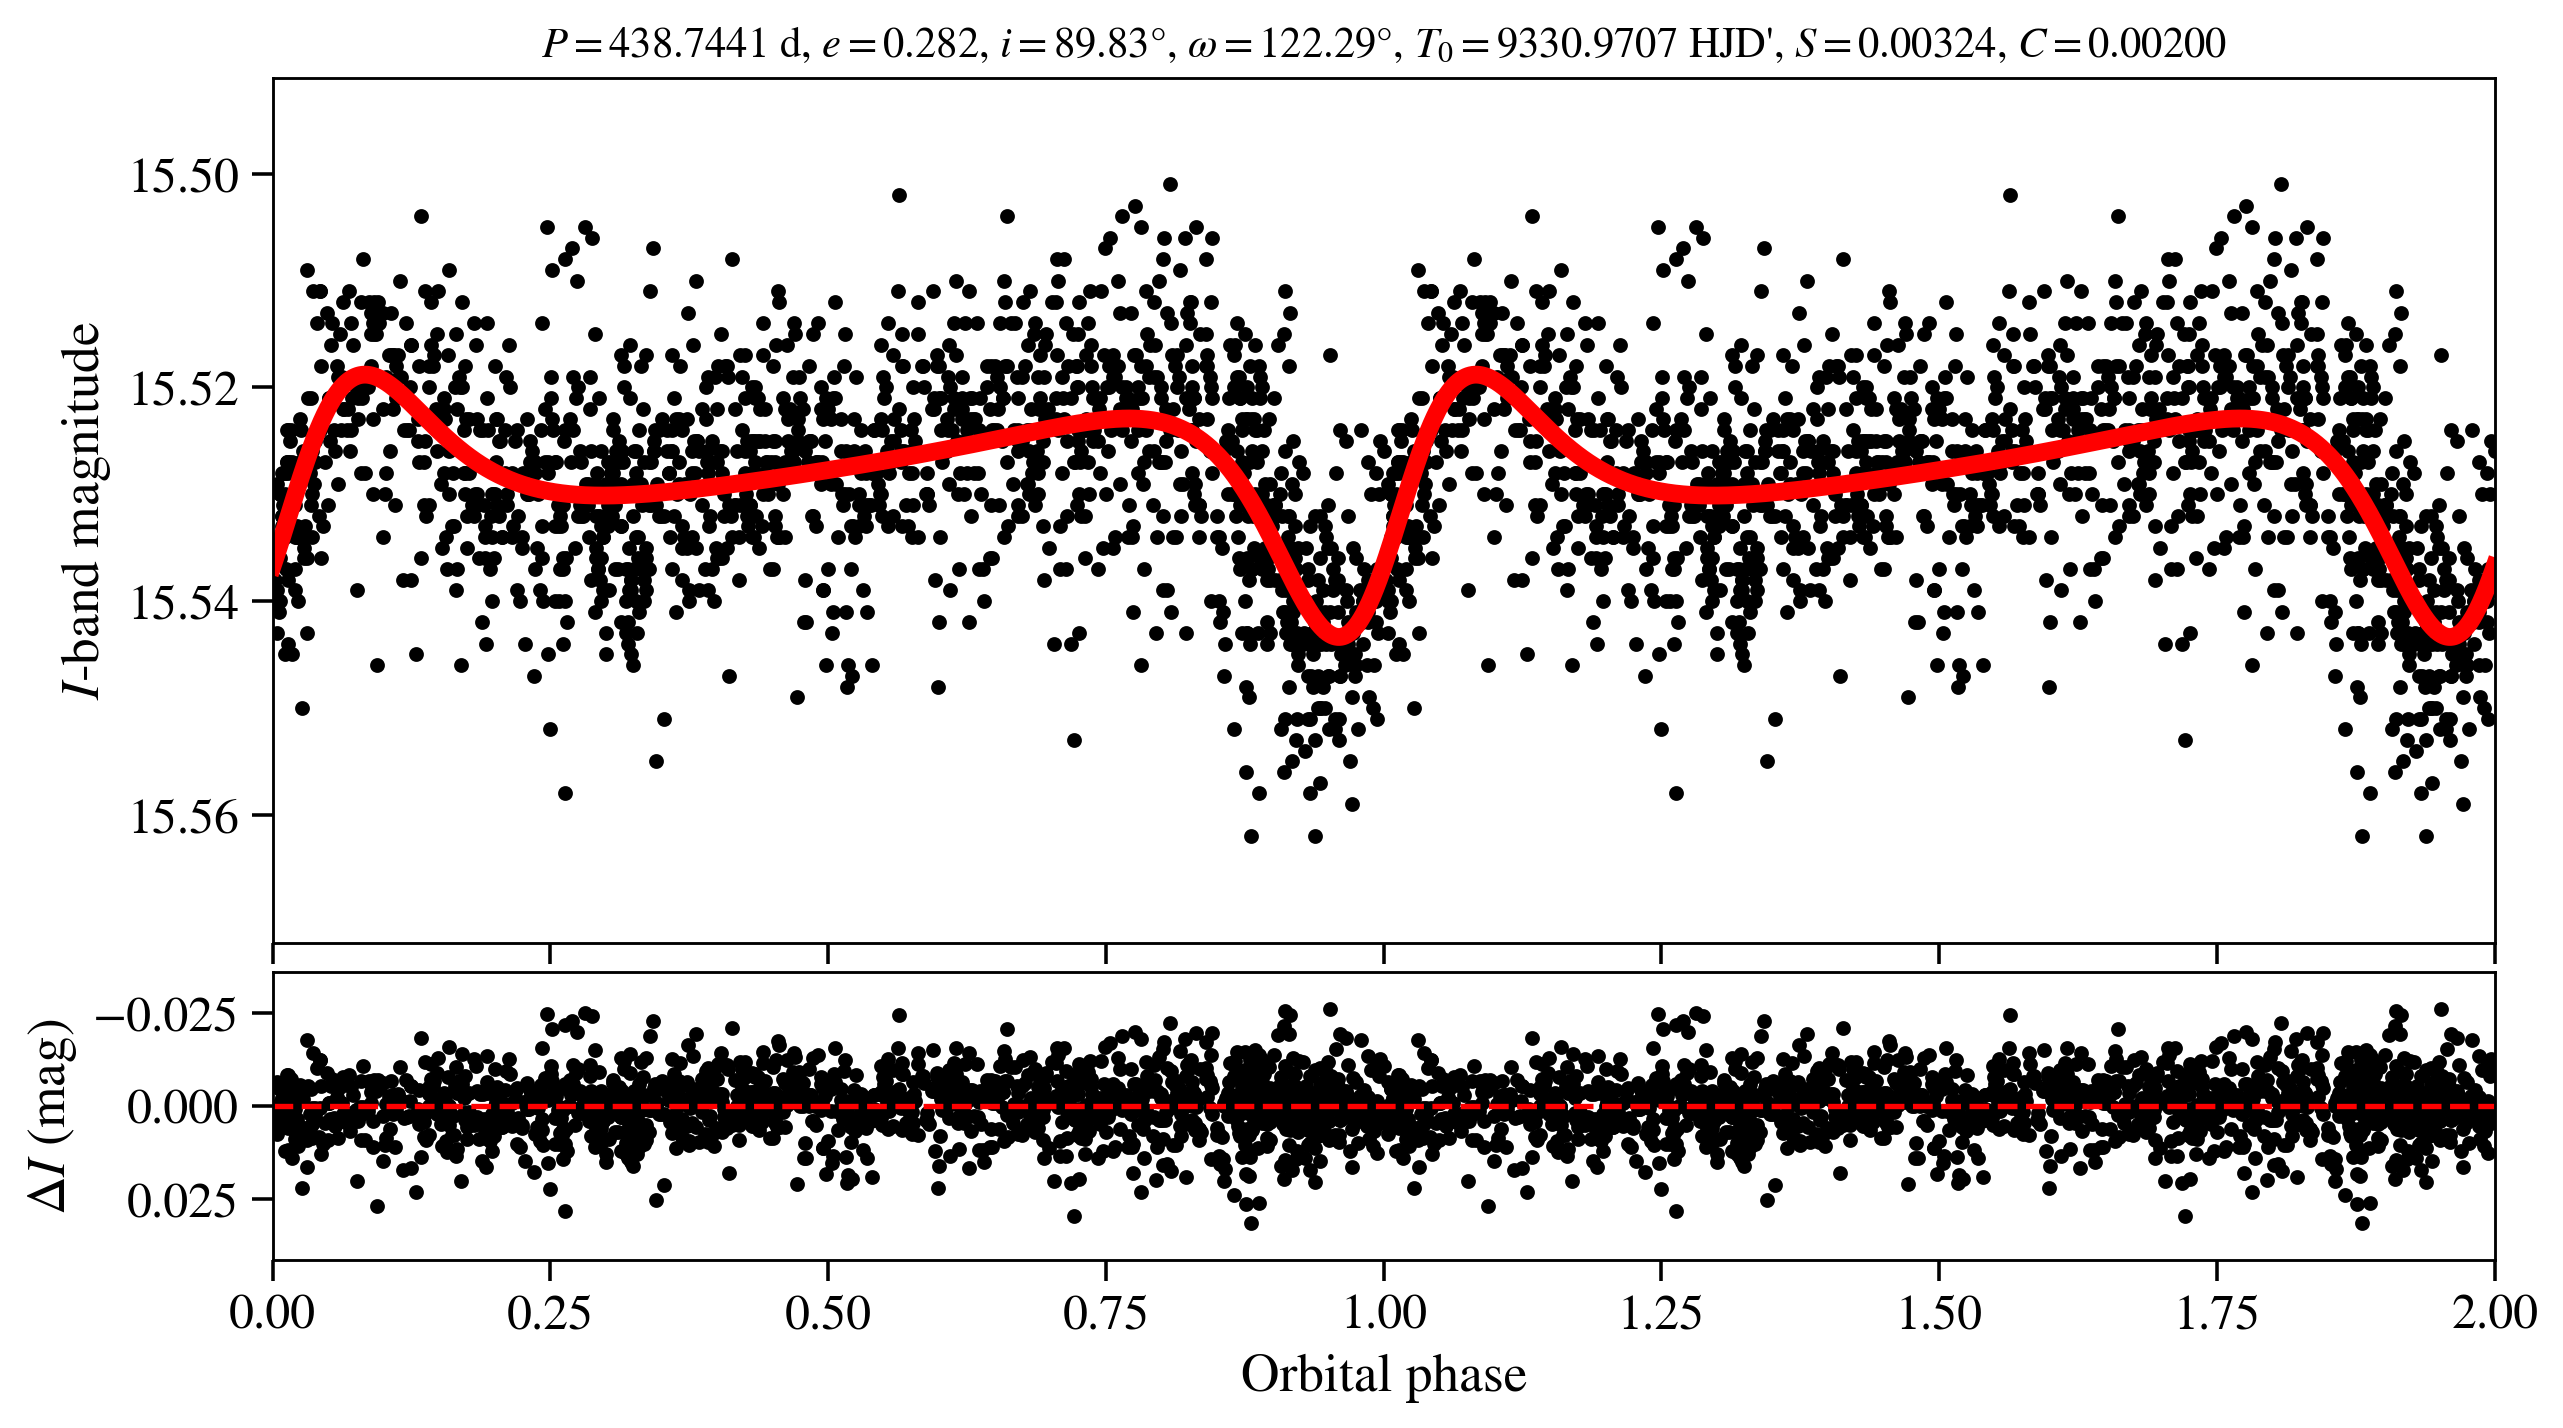 P = 438.7441 d, e = 0.282, i = 89.83°, ω = 122.29°, T₀ = 9330.9707 HJD', S = 0.00324, C = 0.00200
I-band magnitude
15.50
15.52
15.54
15.56
ΔI (mag)
−0.025
0.000
0.025
0.00 0.25 0.50 0.75 1.00 1.25 1.50 1.75 2.00
Orbital phase